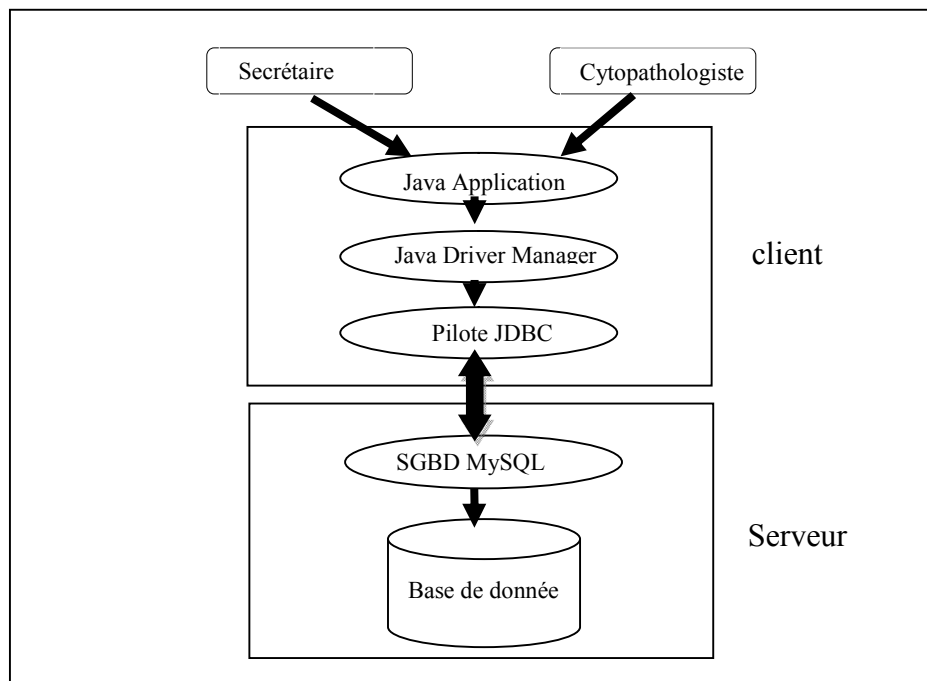 Secrétaire
Cytopathologiste
Java Application
Java Driver Manager
client
Pilote JDBC
SGBD MySQL
Serveur
Base de donnée